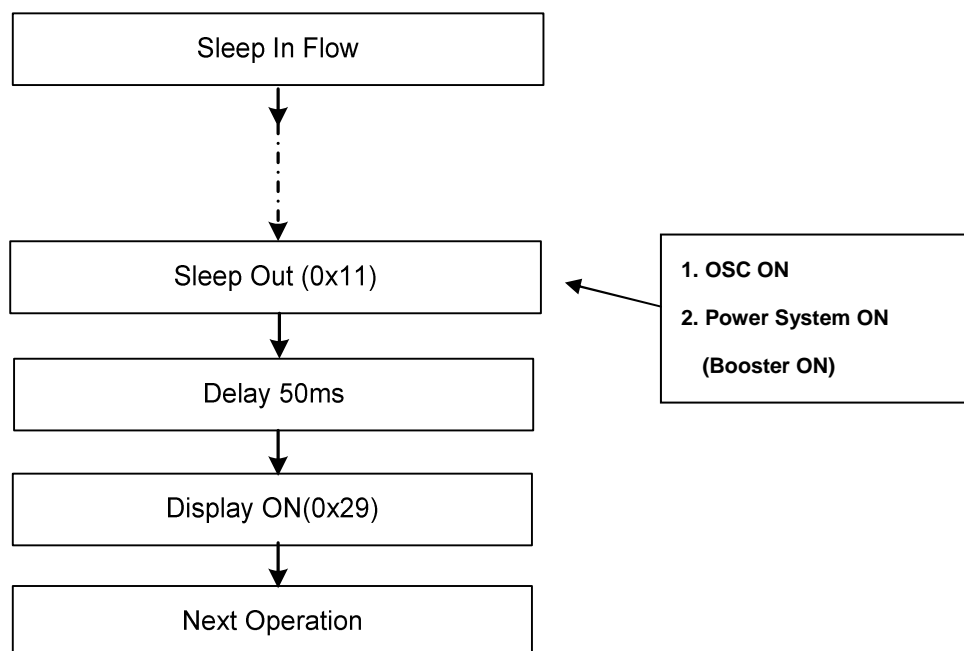 Sleep In Flow
Sleep Out (0x11)
1. OSC ON
2. Power System ON
(Booster ON)
Delay 50ms
Display ON(0x29)
Next Operation